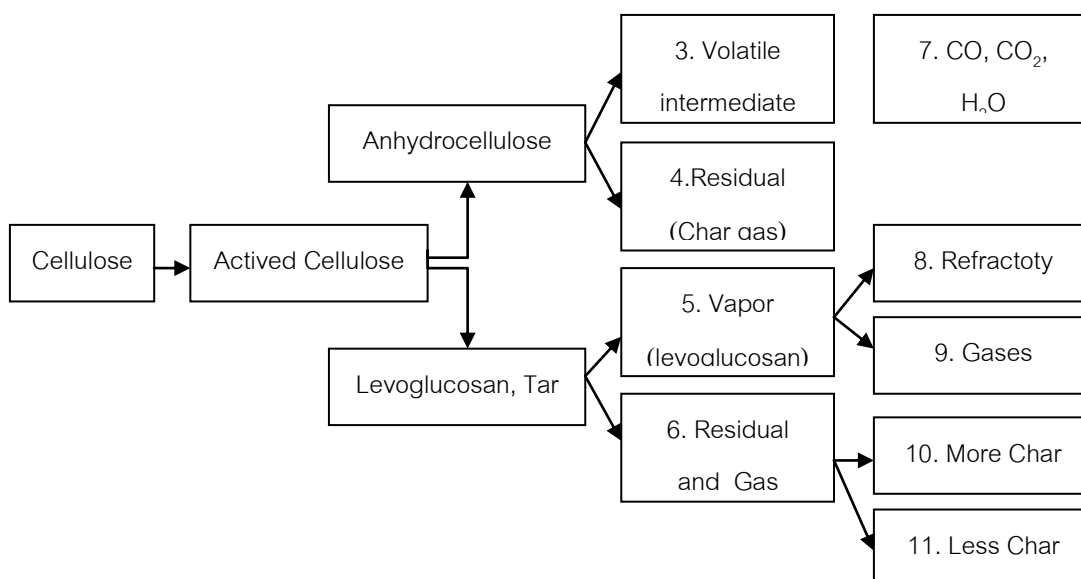 3. Volatile
intermediate
7. CO, CO₂,
H₂O
Anhydrocellulose
4.Residual
(Char gas)
Cellulose
Actived Cellulose
8. Refractoty
5. Vapor
(levoglucosan)
9. Gases
Levoglucosan, Tar
6. Residual
and Gas
10. More Char
11. Less Char